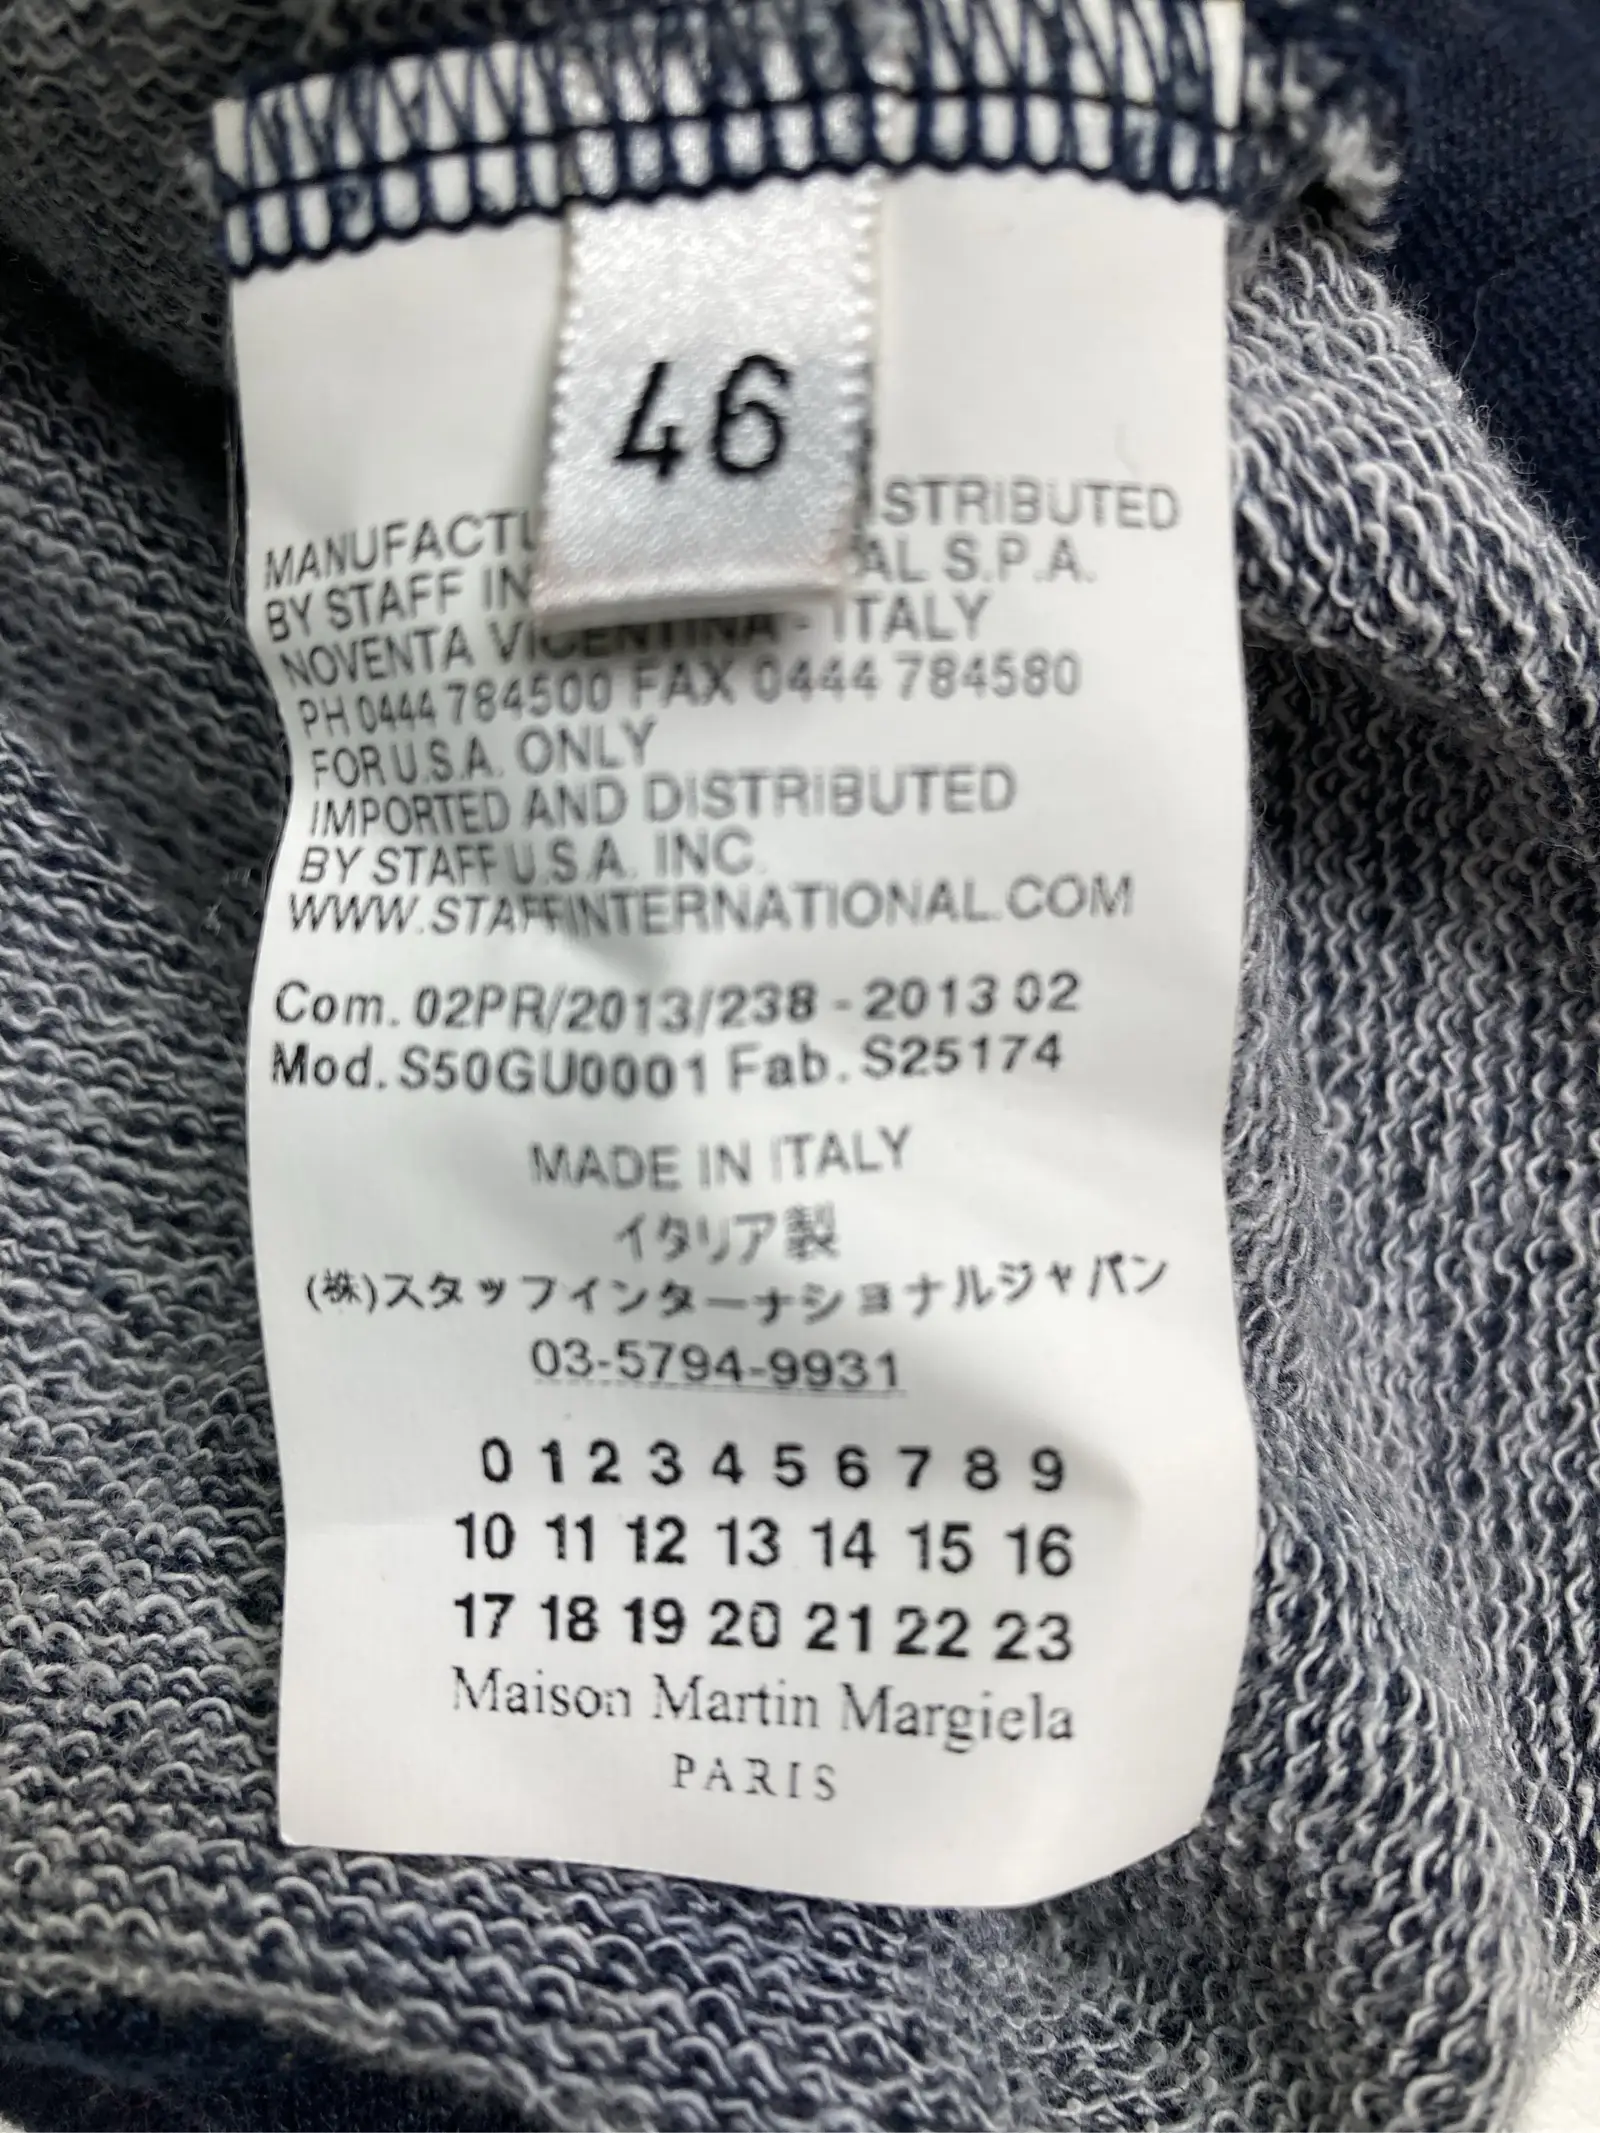 46
MANUFACTU ISTRIBUTED
BY STAFF IN AL S.P.A.
NOVENTA VICENTINA - ITALY
PH 0444 784500 FAX 0444 784580
FOR U.S.A. ONLY
IMPORTED AND DISTRIBUTED
BY STAFF U.S.A. INC.
WWW.STAFFINTERNATIONAL.COM
Com. 02PR/2013/238 - 2013 02
Mod. S50GU0001 Fab. S25174
MADE IN ITALY
イタリア製
(株)スタッフインターナショナルジャパン
03-5794-9931
0 1 2 3 4 5 6 7 8 9
10 11 12 13 14 15 16
17 18 19 20 21 22 23
Maison Martin Margiela
PARIS